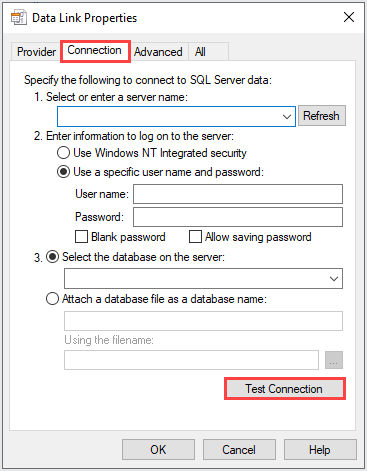 Data Link Properties
Provider Connection Advanced All
Specify the following to connect to SQL Server data:
1. Select or enter a server name:
Refresh
2. Enter information to log on to the server:
Use Windows NT Integrated security
Use a specific user name and password:
User name:
Password:
Blank password Allow saving password
3. Select the database on the server:
Attach a database file as a database name:
Using the filename:
...
Test Connection
OK Cancel Help